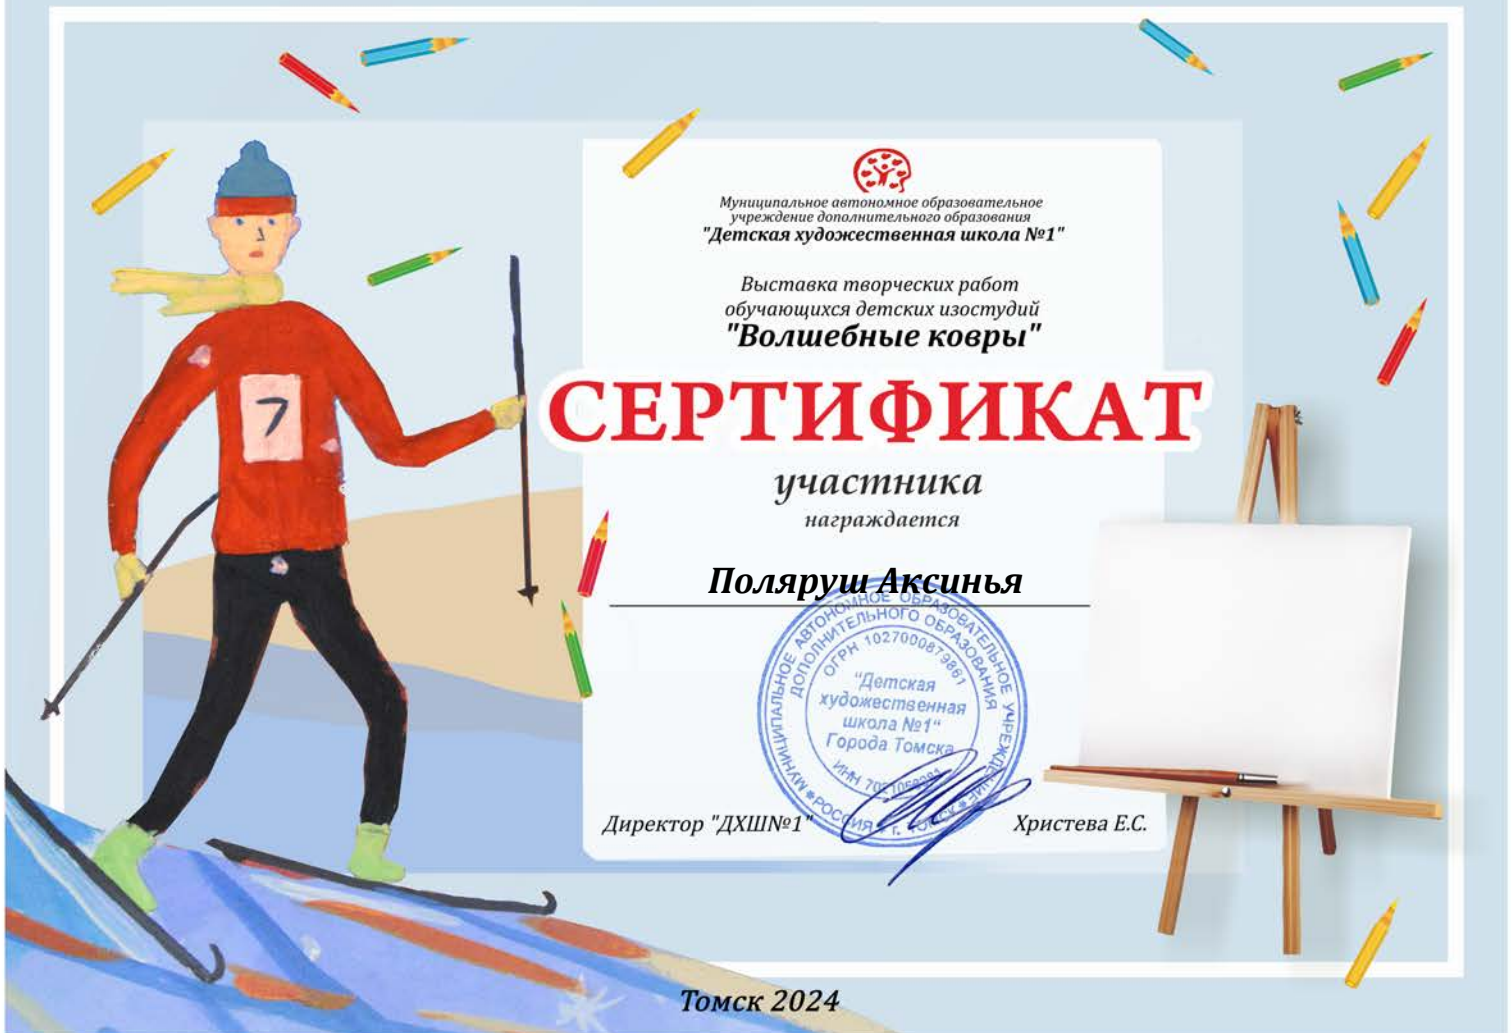 Муниципальное автономное образовательное
учреждение дополнительного образования
"Детская художественная школа №1"
Выставка творческих работ
обучающихся детских изостудий
"Волшебные ковры"
СЕРТИФИКАТ
участника
награждается
Поляруш Аксинья
7
МУНИЦИПАЛЬНОЕ АВТОНОМНОЕ ОБРАЗОВАТЕЛЬНОЕ УЧРЕЖДЕНИЕ
ДОПОЛНИТЕЛЬНОГО ОБРАЗОВАНИЯ
ОГРН 1027000879861
"Детская
художественная
школа №1"
Города Томска
ИНН
* РОССИЯ * г. ТОМСК *
Директор "ДХШ№1"
Христева Е.С.
Томск 2024